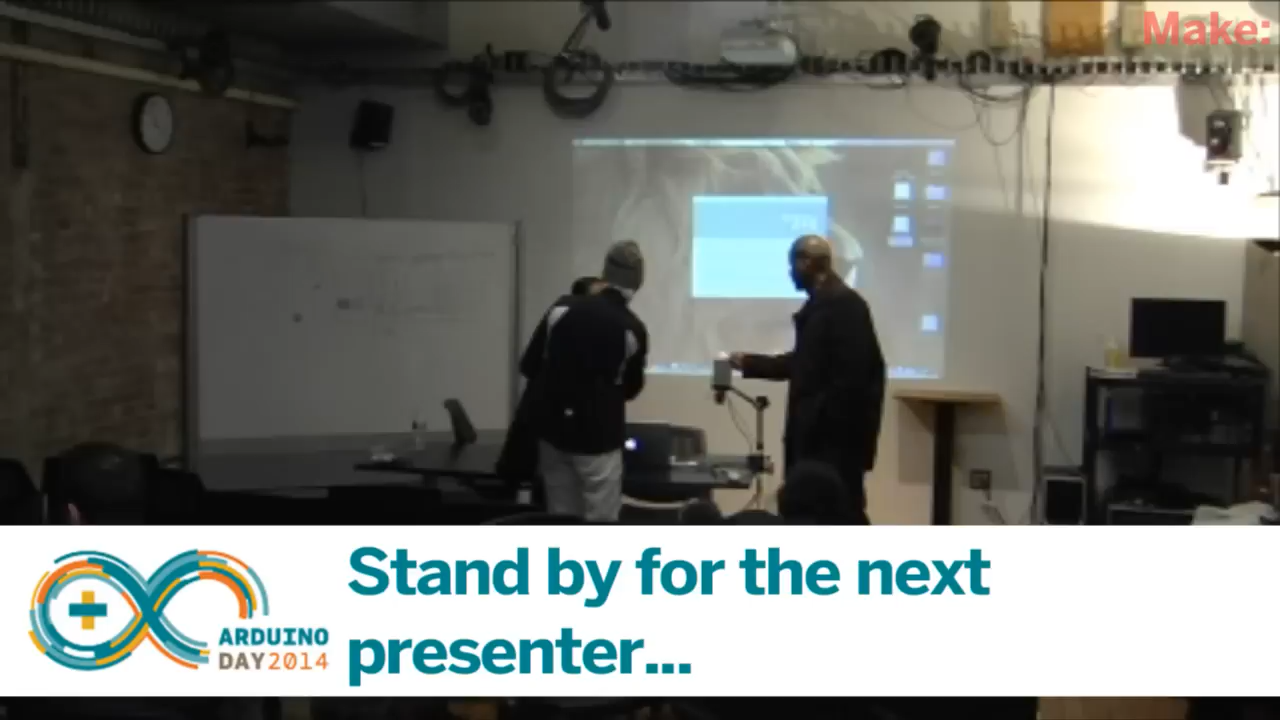 Make:
Stand by for the next
presenter...
ARDUINO
DAY2014